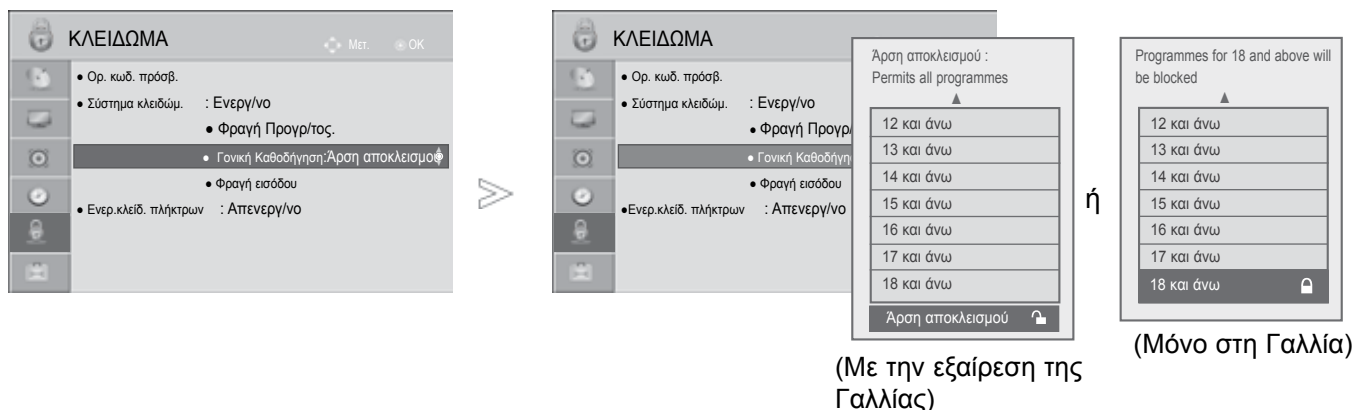 ΚΛΕΙΔΩΜΑ
Μετ. OK
• Ορ. κωδ. πρόσβ.
• Σύστημα κλειδώμ. : Ενεργ/νο
• Φραγή Προγρ/τος.
• Γονική Καθοδήγηση:Άρση αποκλεισμού
• Φραγή εισόδου
• Ενερ.κλείδ. πλήκτρων : Απενεργ/νο
ΚΛΕΙΔΩΜΑ
• Ορ. κωδ. πρόσβ.
• Σύστημα κλειδώμ. : Ενεργ/νο
• Φραγή Προγρ/
• Γονική Καθοδήγη
• Φραγή εισόδου
•Ενερ.κλείδ. πλήκτρων : Απενεργ/νο
Άρση αποκλεισμού :
Permits all programmes
12 και άνω
13 και άνω
14 και άνω
15 και άνω
16 και άνω
17 και άνω
18 και άνω
Άρση αποκλεισμού
(Με την εξαίρεση της
Γαλλίας)
ή
Programmes for 18 and above will
be blocked
12 και άνω
13 και άνω
14 και άνω
15 και άνω
16 και άνω
17 και άνω
18 και άνω
(Μόνο στη Γαλλία)